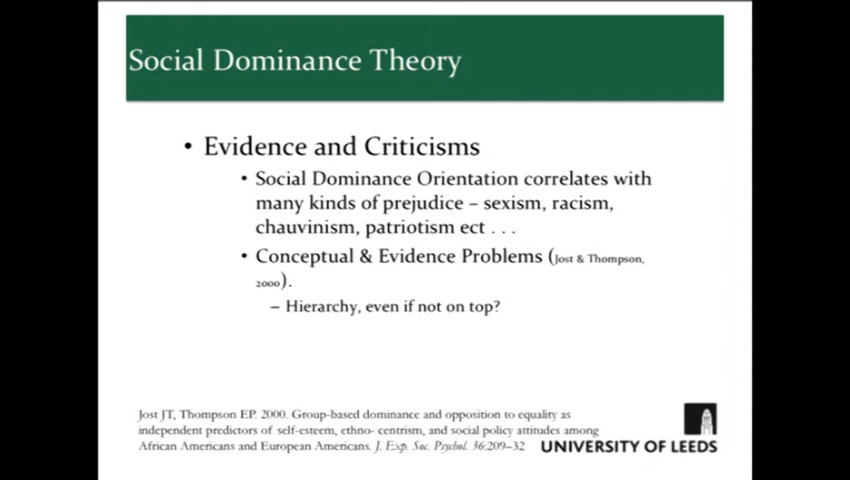 Social Dominance Theory
• Evidence and Criticisms
• Social Dominance Orientation correlates with
many kinds of prejudice – sexism, racism,
chauvinism, patriotism ect . . .
• Conceptual & Evidence Problems (Jost & Thompson,
2000).
– Hierarchy, even if not on top?
Jost JT, Thompson EP. 2000. Group-based dominance and opposition to equality as
independent predictors of self-esteem, ethno- centrism, and social policy attitudes among
African Americans and European Americans. J. Exp. Soc. Psychol. 36:209–32
UNIVERSITY OF LEEDS